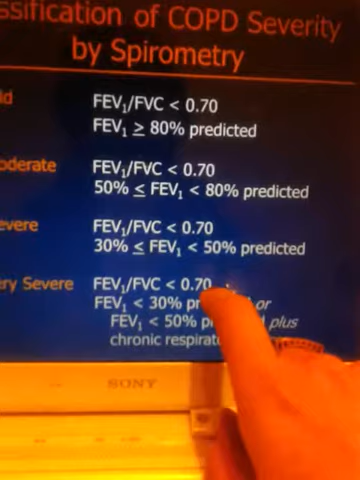 ssification of COPD Severity
by Spirometry
ld
FEV₁/FVC < 0.70
FEV₁ ≥ 80% predicted
oderate
FEV₁/FVC < 0.70
50% ≤ FEV₁ < 80% predicted
evere
FEV₁/FVC < 0.70
30% ≤ FEV₁ < 50% predicted
ry Severe
FEV₁/FVC < 0.70
FEV₁ < 30% pr or
FEV₁ < 50% p plus
chronic respirat
SONY